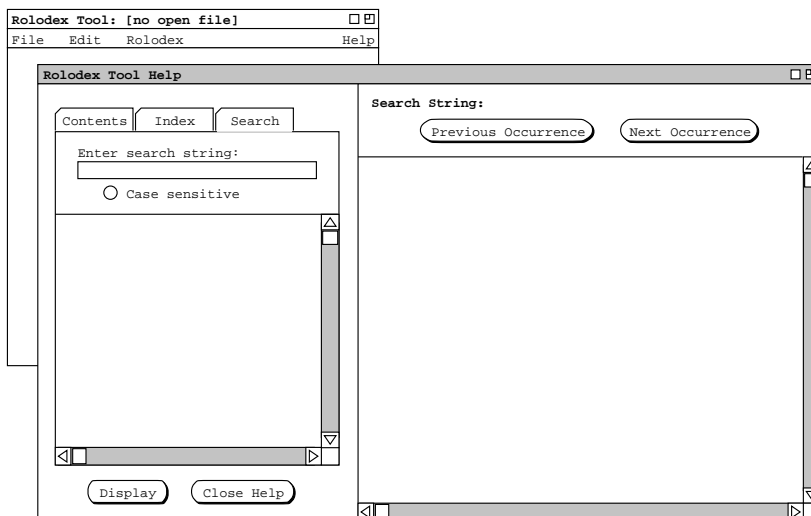 Rolodex Tool: [no open file]
File Edit Rolodex Help
Rolodex Tool Help
Contents Index Search
Enter search string:
Case sensitive
Display Close Help
Search String:
Previous Occurrence Next Occurrence